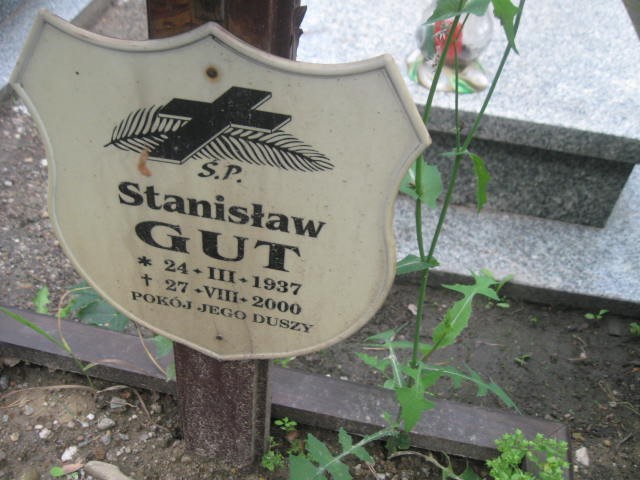 Ś.P.
Stanisław
GUT
* 24 • III • 1937
† 27 • VIII • 2000
POKÓJ JEGO DUSZY